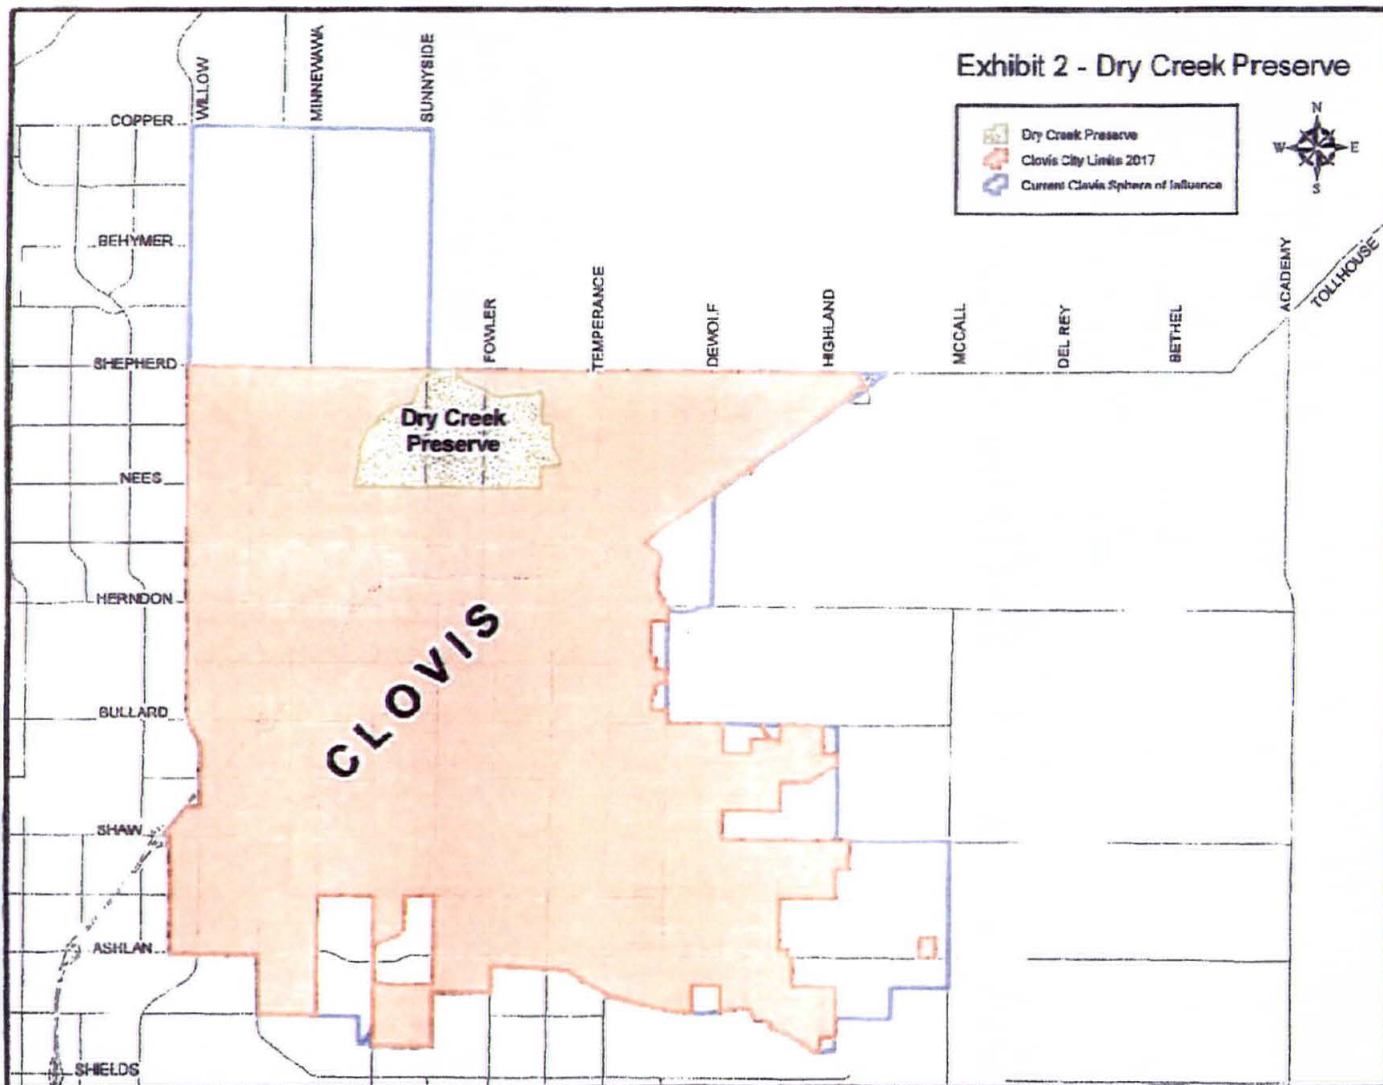 Exhibit 2 - Dry Creek Preserve
Dry Creek Preserve
Clovis City Limits 2017
Current Clovis Sphere of Influence
N
W
E
S
WILLOW
MINNEWAWA
SUNNYSIDE
COPPER
BEHYMER
SHEPHERD
FOWLER
TEMPERANCE
DEWOLF
HIGHLAND
MCCALL
DEL REY
BETHEL
ACADEMY
TOLLHOUSE
Dry Creek
Preserve
NEES
HERNDON
CLOVIS
BULLARD
SHAW
ASHLAN
SHIELDS